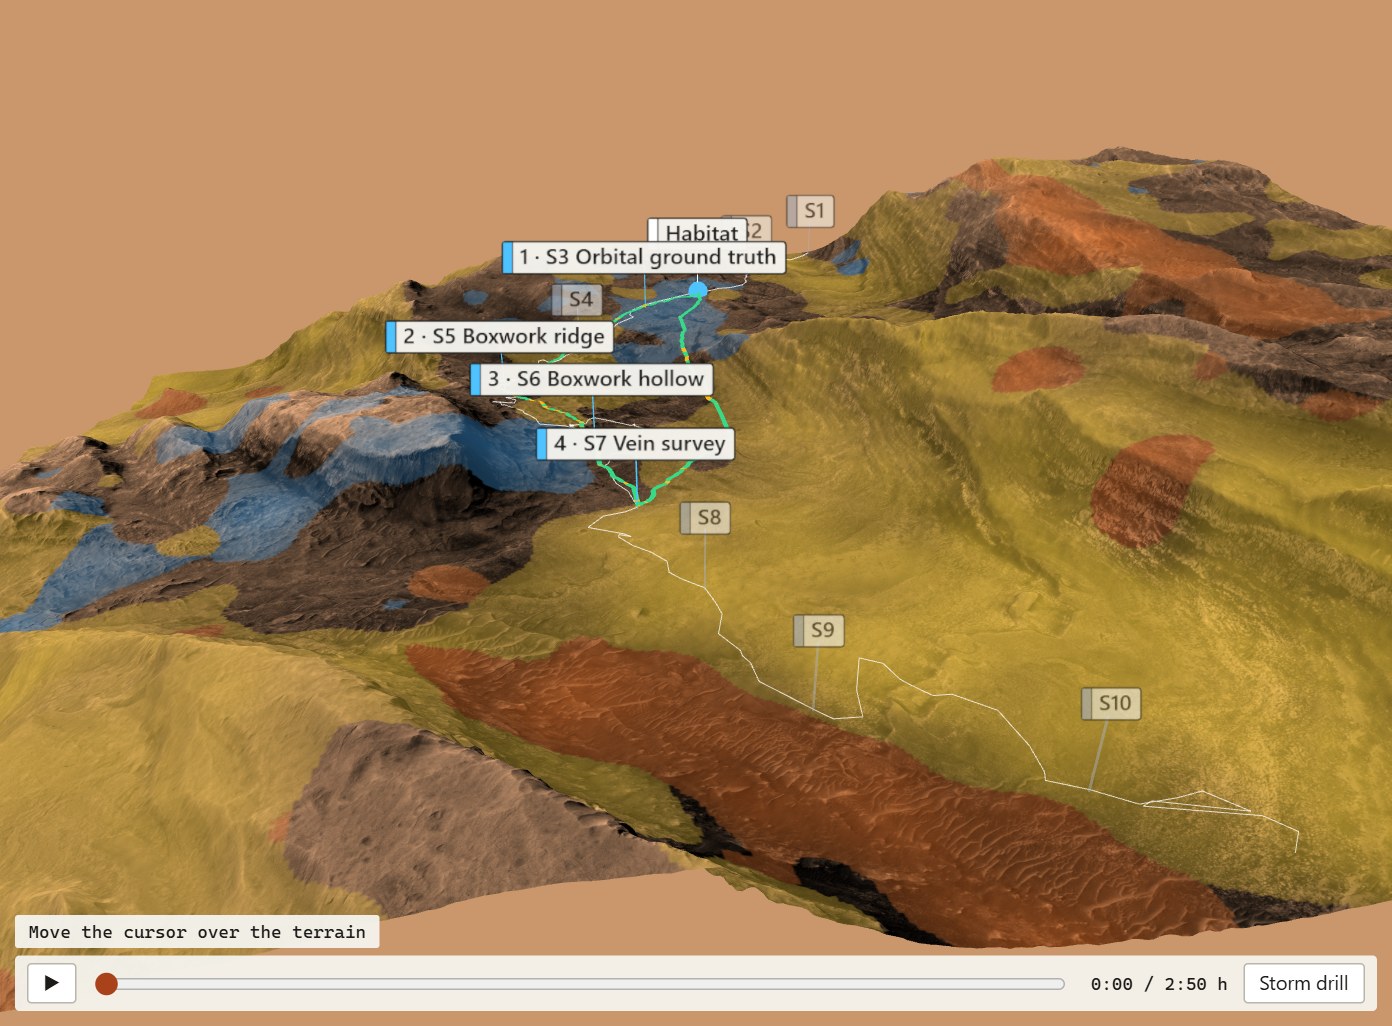 S1
Habitat
S2
1 · S3 Orbital ground truth
S4
2 · S5 Boxwork ridge
3 · S6 Boxwork hollow
4 · S7 Vein survey
S8
S9
S10
Move the cursor over the terrain
0:00 / 2:50 h
Storm drill